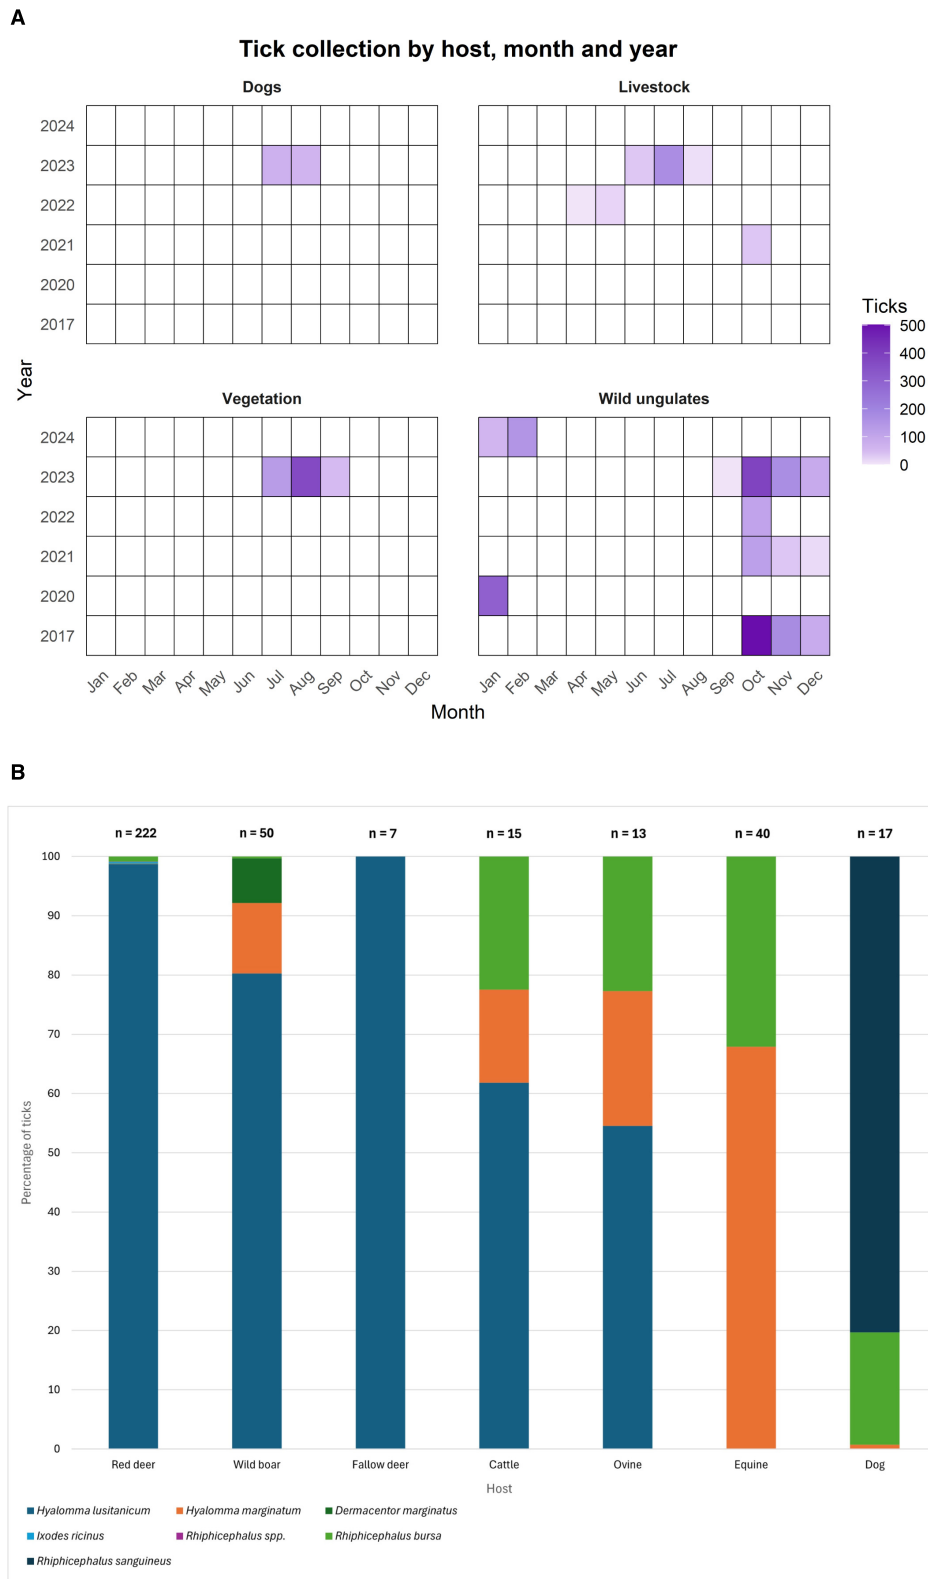 A
Tick collection by host, month and year
Dogs
Livestock
2024
2023
2022
2021
2020
2017
Vegetation
Wild ungulates
2024
2023
2022
2021
2020
2017
Year
Jan Feb Mar Apr May Jun Jul Aug Sep Oct Nov Dec
Jan Feb Mar Apr May Jun Jul Aug Sep Oct Nov Dec
Month
Ticks
500
400
300
200
100
0
B
n = 222 n = 50 n = 7 n = 15 n = 13 n = 40 n = 17
100
90
80
70
60
50
40
30
20
10
0
Percentage of ticks
Red deer Wild boar Fallow deer Cattle Ovine Equine Dog
Host
Hyalomma lusitanicum Hyalomma marginatum Dermacentor marginatus
Ixodes ricinus Rhiphicephalus spp. Rhiphicephalus bursa
Rhiphicephalus sanguineus